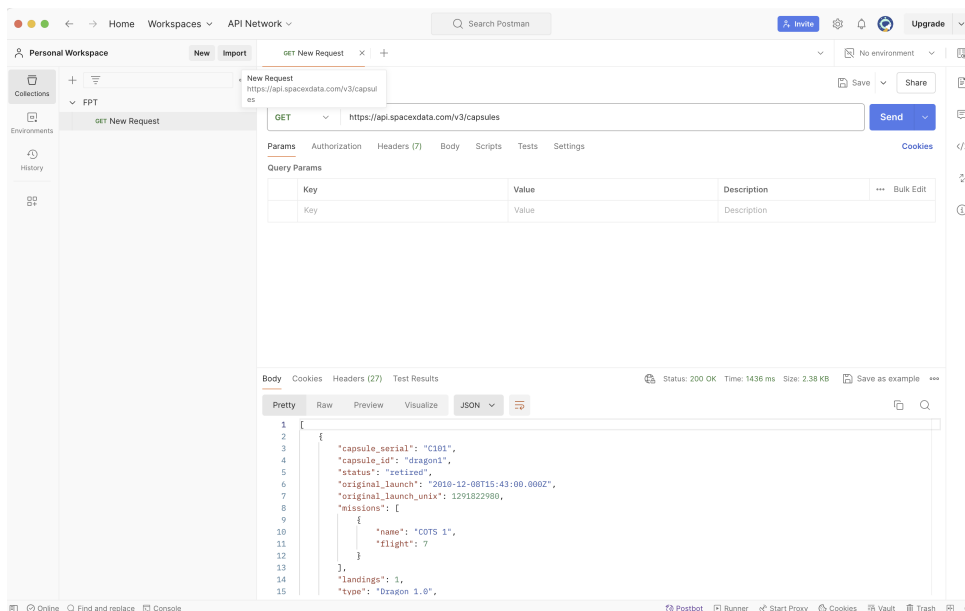 Home Workspaces API Network Search Postman Invite Upgrade
Personal Workspace New Import GET New Request No environment
New Request
https://api.spacexdata.com/v3/capsul
es
Collections
Environments
History
FPT
GET New Request
Save Share
GET https://api.spacexdata.com/v3/capsules Send
Params Authorization Headers (7) Body Scripts Tests Settings Cookies
Query Params
Key Value Description Bulk Edit
Key Value Description
Body Cookies Headers (27) Test Results Status: 200 OK Time: 1436 ms Size: 2.38 KB Save as example
Pretty Raw Preview Visualize JSON
1 [
2 {
3 "capsule_serial": "C101",
4 "capsule_id": "dragon1",
5 "status": "retired",
6 "original_launch": "2010-12-08T15:43:00.000Z",
7 "original_launch_unix": 1291822980,
8 "missions": [
9 {
10 "name": "COTS 1",
11 "flight": 7
12 }
13 ],
14 "landings": 1,
15 "type": "Dragon 1.0",
Online Find and replace Console Postbot Runner Start Proxy Cookies Vault Trash